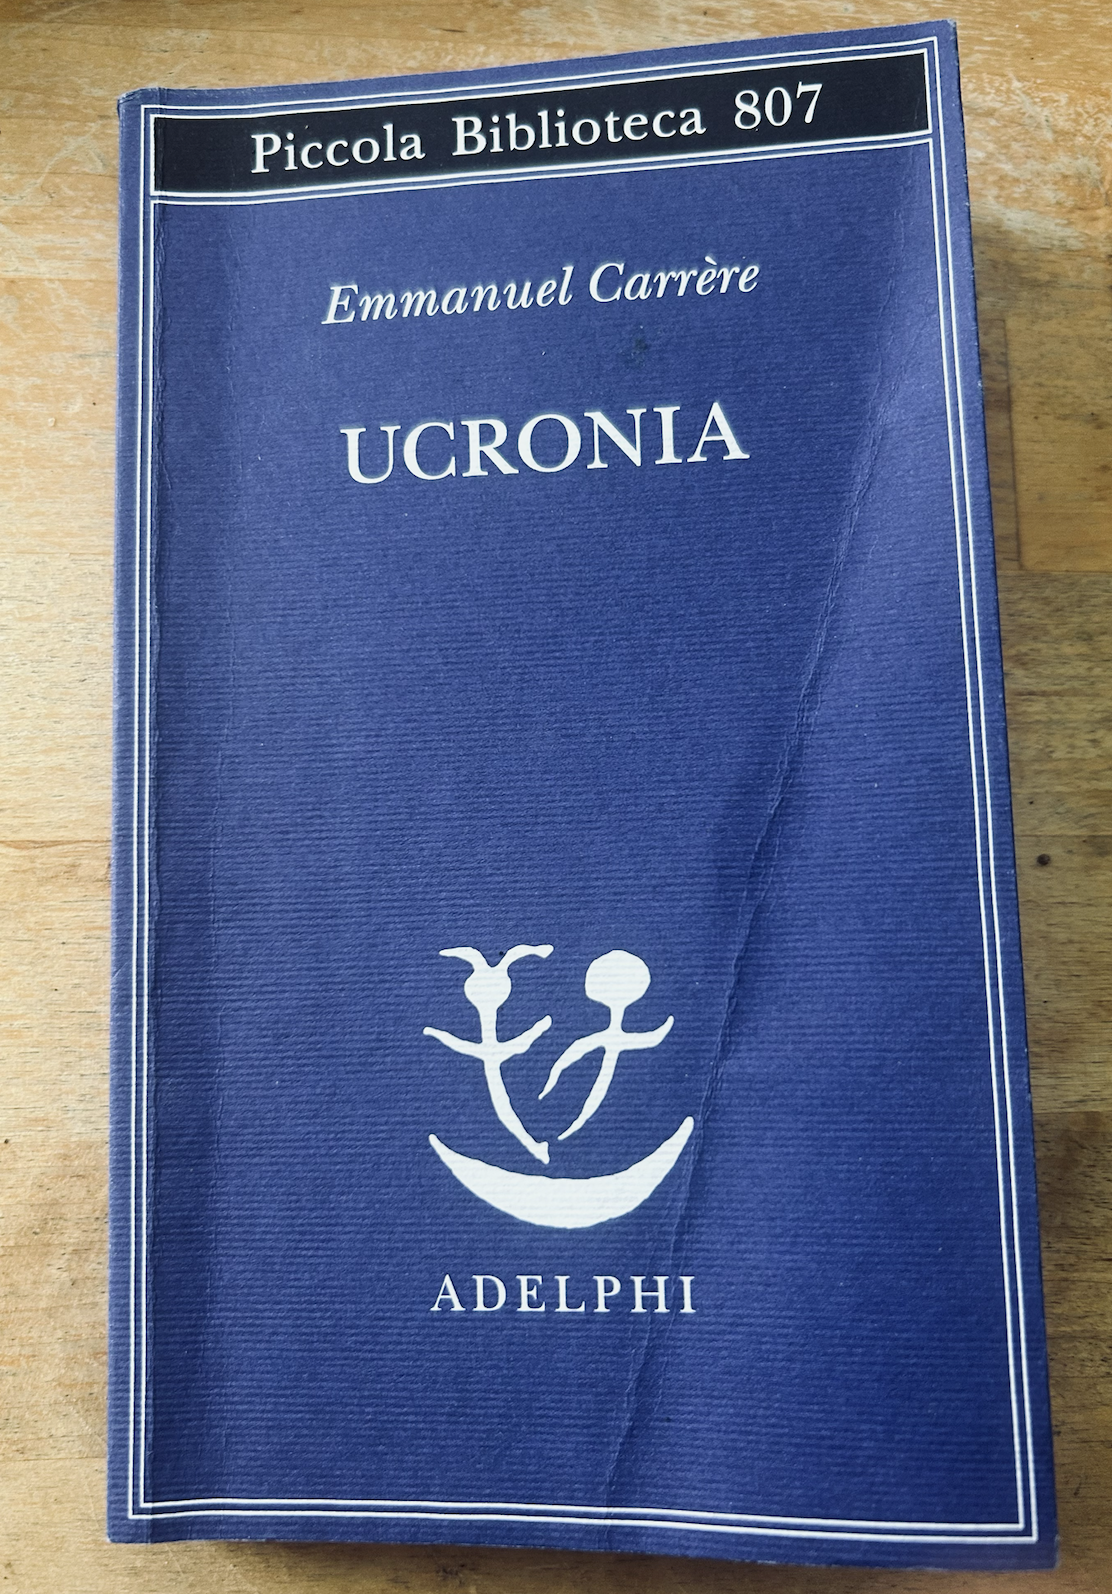 Piccola Biblioteca 807
Emmanuel Carrère
UCRONIA
ADELPHI